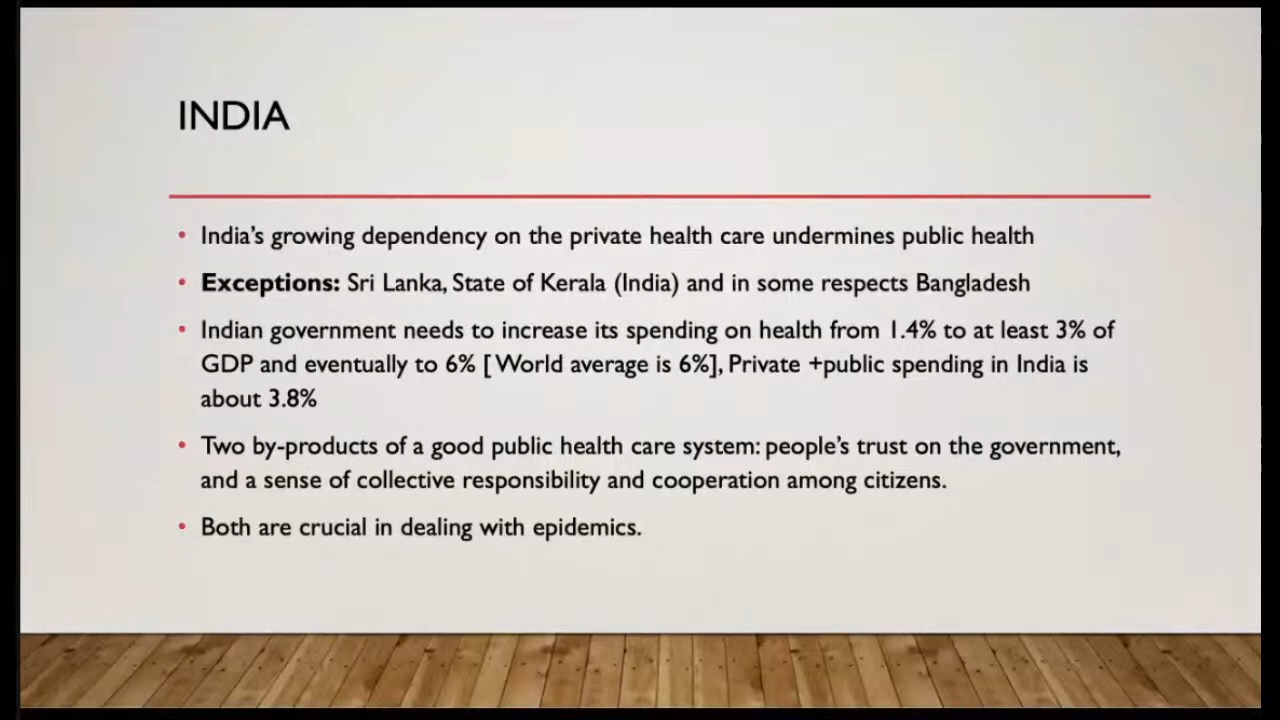 INDIA
• India's growing dependency on the private health care undermines public health
• Exceptions: Sri Lanka, State of Kerala (India) and in some respects Bangladesh
• Indian government needs to increase its spending on health from 1.4% to at least 3% of
GDP and eventually to 6% [ World average is 6%], Private +public spending in India is
about 3.8%
• Two by-products of a good public health care system: people's trust on the government,
and a sense of collective responsibility and cooperation among citizens.
• Both are crucial in dealing with epidemics.